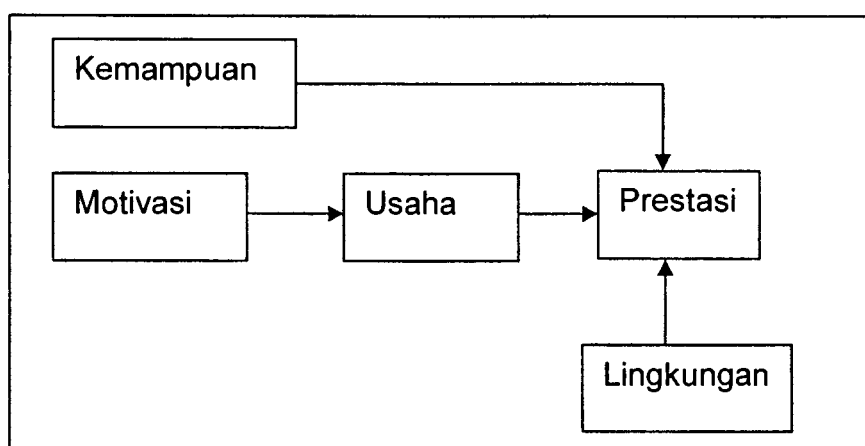 Kemampuan
Motivasi
Usaha
Prestasi
Lingkungan